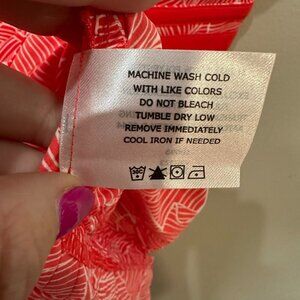 MACHINE WASH COLD
WITH LIKE COLORS
DO NOT BLEACH
TUMBLE DRY LOW
REMOVE IMMEDIATELY
COOL IRON IF NEEDED